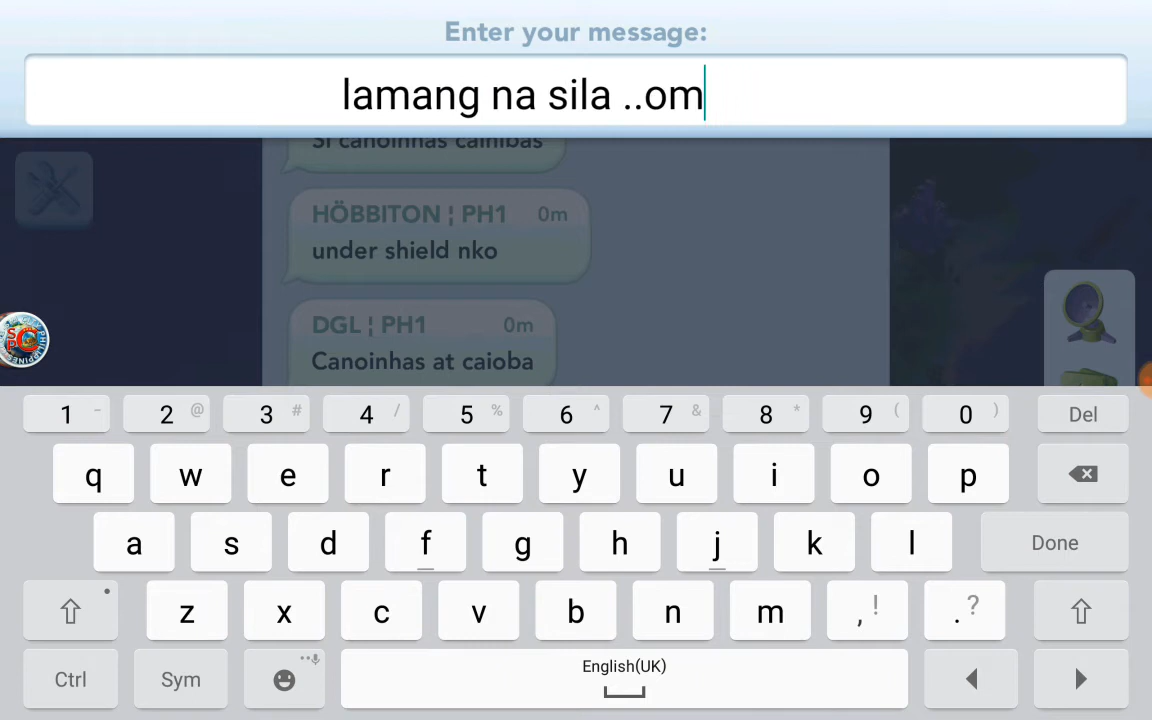 Enter your message:
lamang na sila ..om
Si canoinhas cainbas
HÖBBITON ¦ PH1 0m
under shield nko
DGL ¦ PH1 0m
Canoinhas at caioba
1 - 2 @ 3 # 4 / 5 % 6 ^ 7 & 8 * 9 ( 0 ) Del
q w e r t y u i o p
a s d f g h j k l Done
z x c v b n m , ! . ?
Ctrl Sym English(UK)